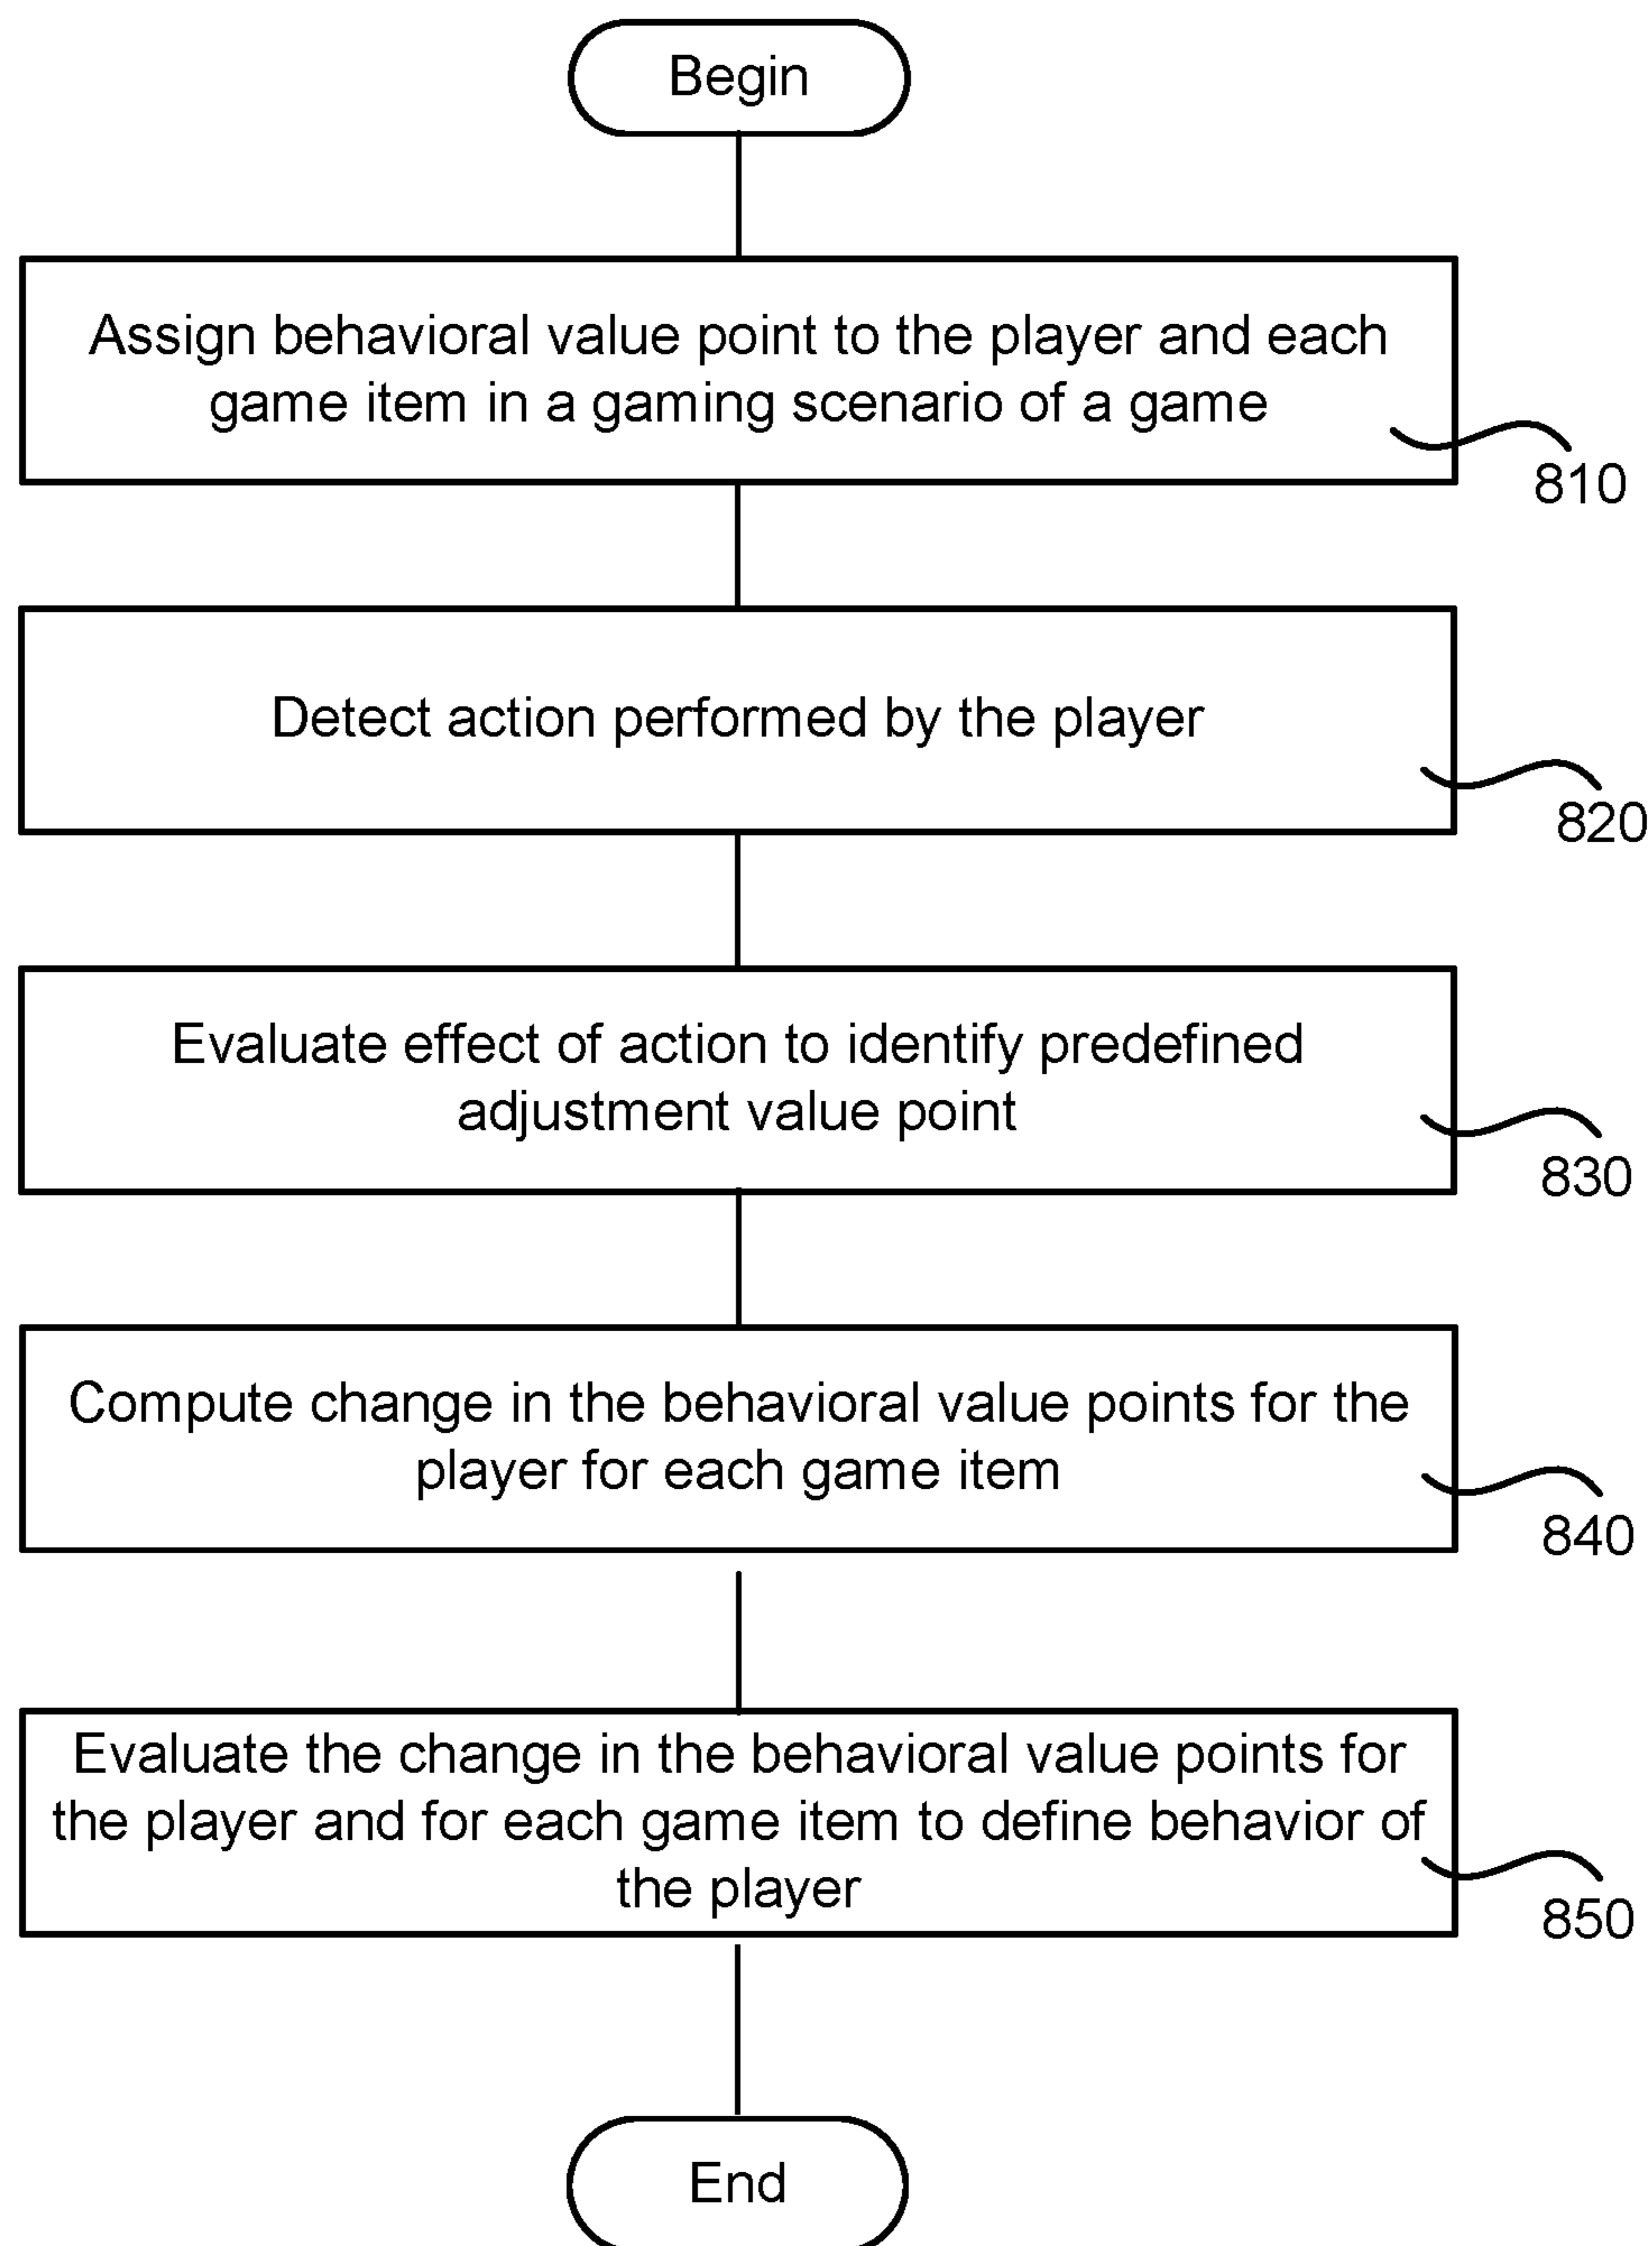 Begin
Assign behavioral value point to the player and each
game item in a gaming scenario of a game
810
Detect action performed by the player
820
Evaluate effect of action to identify predefined
adjustment value point
830
Compute change in the behavioral value points for the
player for each game item
840
Evaluate the change in the behavioral value points for
the player and for each game item to define behavior of
the player
850
End